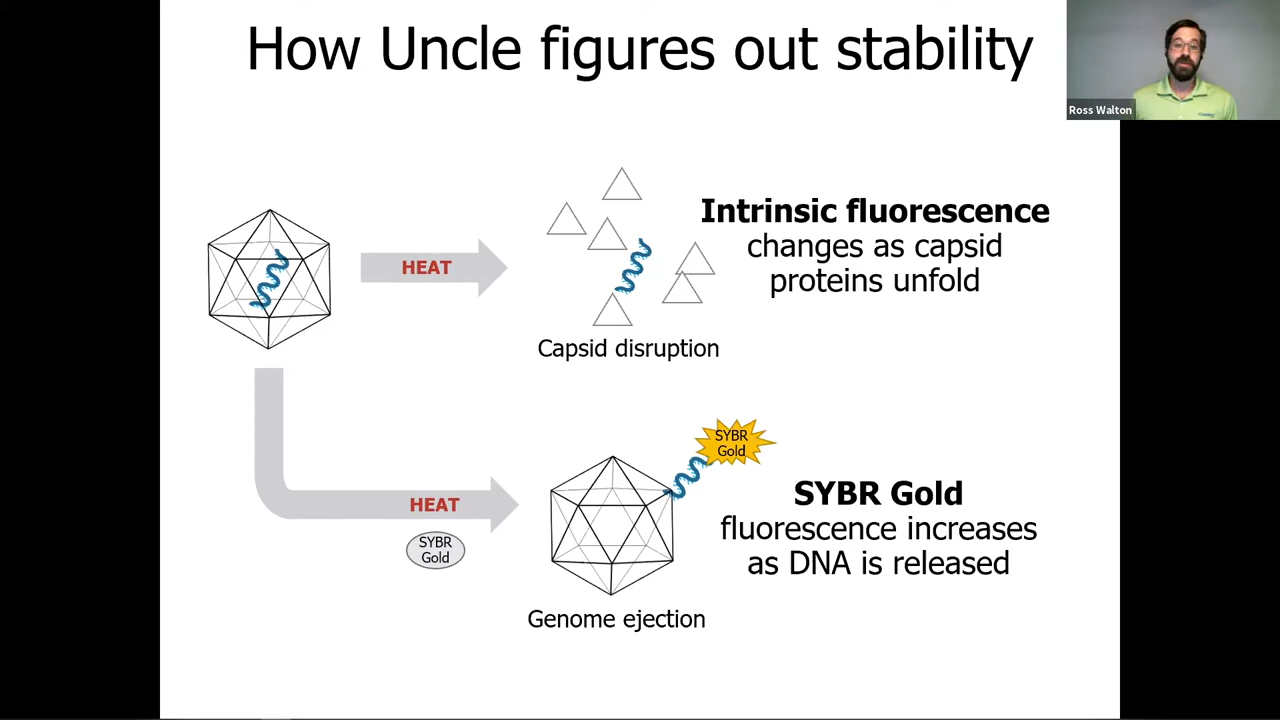 How Uncle figures out stability
Ross Walton
HEAT
Intrinsic fluorescence
changes as capsid
proteins unfold
Capsid disruption
HEAT
SYBR
Gold
SYBR
Gold
Genome ejection
SYBR Gold
fluorescence increases
as DNA is released